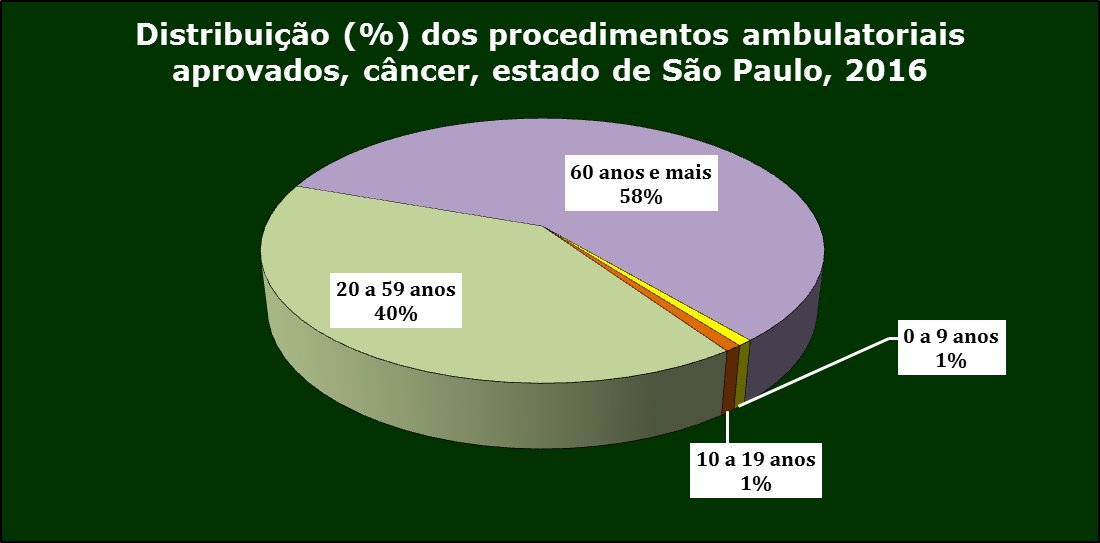 Distribuição (%) dos procedimentos ambulatoriais
aprovados, câncer, estado de São Paulo, 2016
60 anos e mais
58%
20 a 59 anos
40%
0 a 9 anos
1%
10 a 19 anos
1%